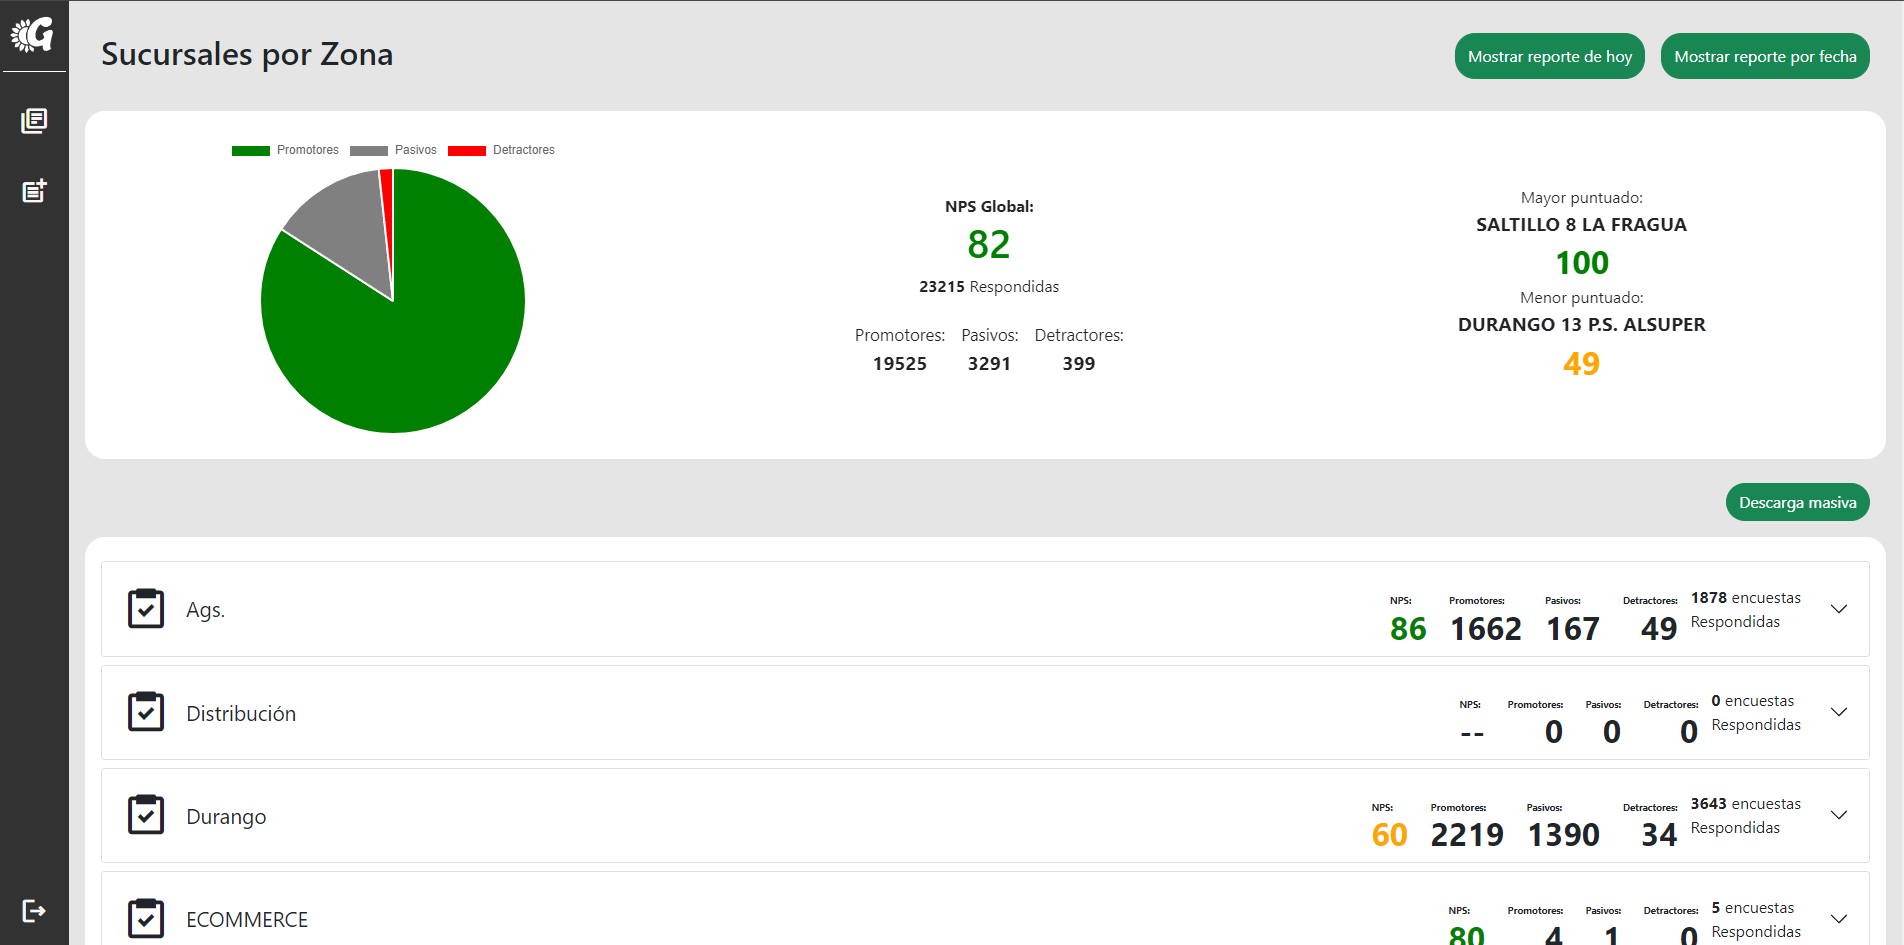 G
Sucursales por Zona
Mostrar reporte de hoy
Mostrar reporte por fecha
Promotores Pasivos Detractores
NPS Global:
82
23215 Respondidas
Promotores: Pasivos: Detractores:
19525 3291 399
Mayor puntuado:
SALTILLO 8 LA FRAGUA
100
Menor puntuado:
DURANGO 13 P.S. ALSUPER
49
Descarga masiva
Ags.
NPS: Promotores: Pasivos: Detractores:
86 1662 167 49
1878 encuestas
Respondidas
Distribución
NPS: Promotores: Pasivos: Detractores:
-- 0 0 0
0 encuestas
Respondidas
Durango
NPS: Promotores: Pasivos: Detractores:
60 2219 1390 34
3643 encuestas
Respondidas
ECOMMERCE
NPS: Promotores: Pasivos: Detractores:
80 4 1 0
5 encuestas
Respondidas